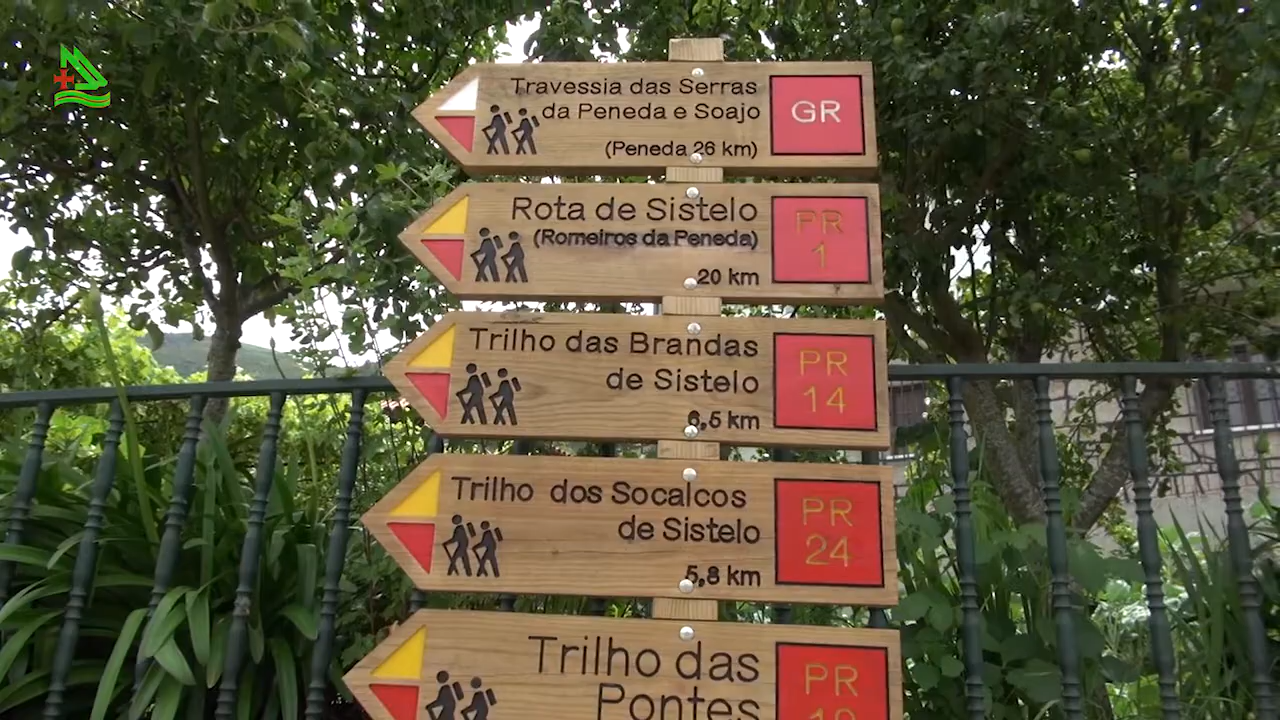 Travessia das Serras
da Peneda e Soajo
(Peneda 26 km)
GR
Rota de Sistelo
(Romeiros da Peneda)
20 km
PR
1
Trilho das Brandas
de Sistelo
6,5 km
PR
14
Trilho dos Socalcos
de Sistelo
5,8 km
PR
24
Trilho das
Pontes
PR